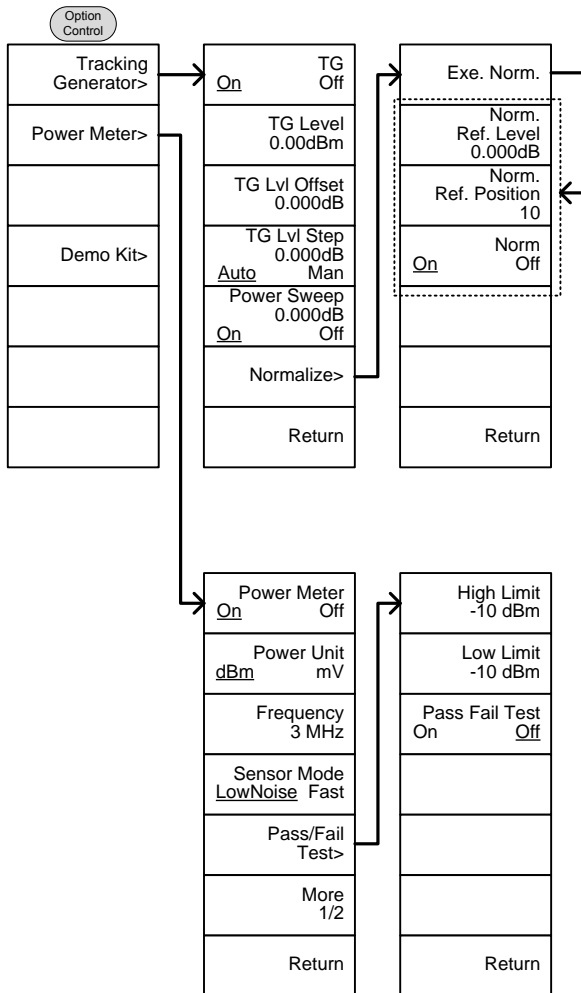 Option
Control
Tracking
Generator>
Power Meter>
Demo Kit>
TG
On Off
TG Level
0.00dBm
TG Lvl Offset
0.000dB
TG Lvl Step
0.000dB
Auto Man
Power Sweep
0.000dB
On Off
Normalize>
Return
Exe. Norm.
Norm.
Ref. Level
0.000dB
Norm.
Ref. Position
10
Norm
On Off
Return
Power Meter
On Off
Power Unit
dBm mV
Frequency
3 MHz
Sensor Mode
LowNoise Fast
Pass/Fail
Test>
More
1/2
Return
High Limit
-10 dBm
Low Limit
-10 dBm
Pass Fail Test
On Off
Return